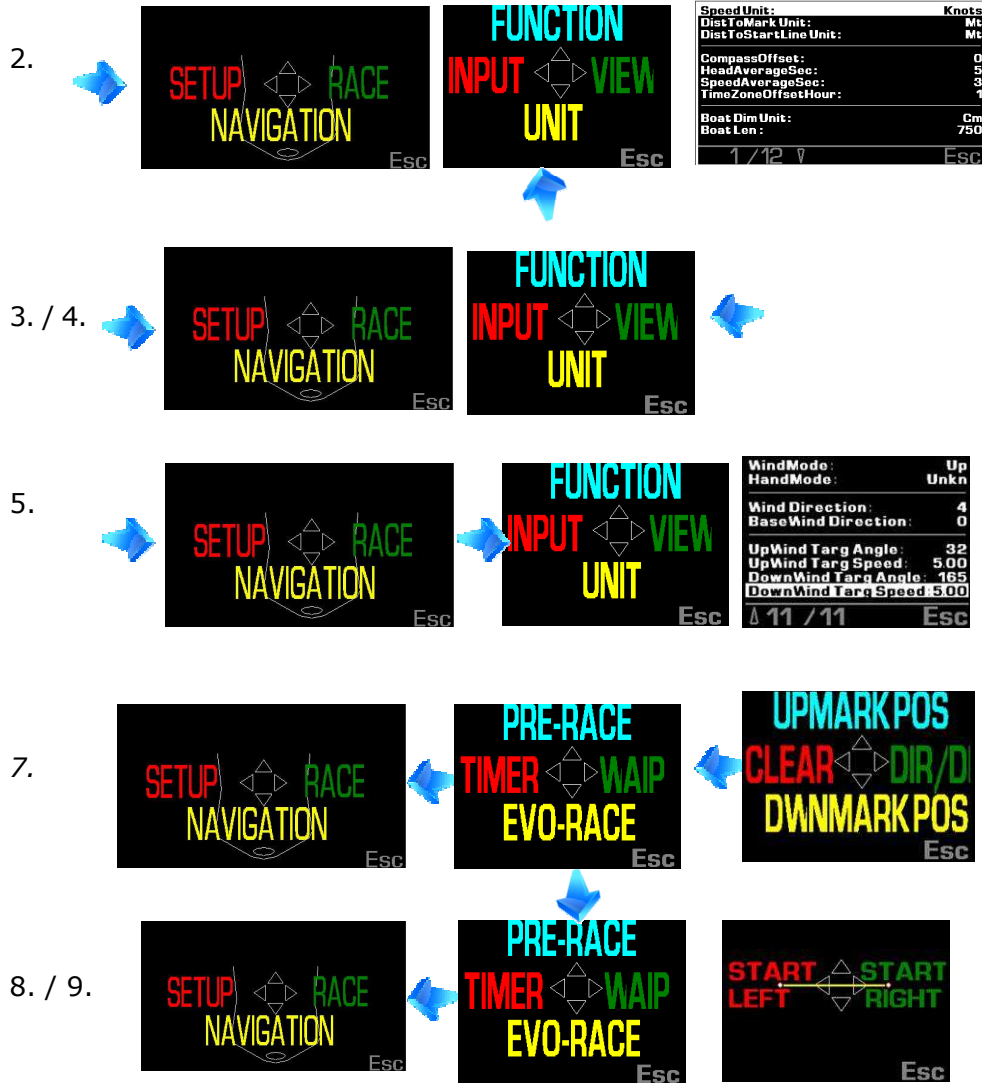 2.
SETUP RACE
NAVIGATION
Esc
FUNCTION
INPUT VIEW
UNIT
Esc
Speed Unit: Knots
DistToMark Unit: Mt
DistToStartLine Unit: Mt
CompassOffset: 0
HeadAverageSec: 5
SpeedAverageSec: 3
TimeZoneOffsetHour: 1
Boat Dim Unit: Cm
Boat Len: 750
1/12 Esc
3. / 4.
SETUP RACE
NAVIGATION
Esc
FUNCTION
INPUT VIEW
UNIT
Esc
5.
SETUP RACE
NAVIGATION
Esc
FUNCTION
INPUT VIEW
UNIT
Esc
WindMode: Up
HandMode: Unkn
Wind Direction: 4
BaseWind Direction: 0
UpWind Targ Angle: 32
UpWind Targ Speed: 5.00
DownWind Targ Angle: 165
DownWind Targ Speed: 5.00
11 / 11 Esc
7.
SETUP RACE
NAVIGATION
Esc
PRE-RACE
TIMER WAIP
EVO-RACE
Esc
UPMARK POS
CLEAR DIR/DI
DWNMARK POS
Esc
8. / 9.
SETUP RACE
NAVIGATION
Esc
PRE-RACE
TIMER WAIP
EVO-RACE
Esc
START START
LEFT RIGHT
Esc